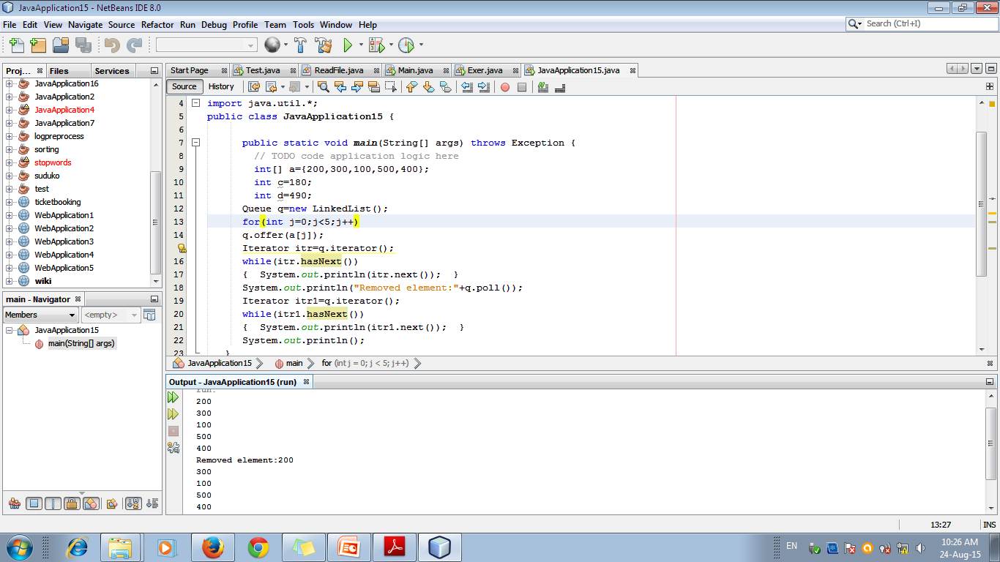 JavaApplication15 - NetBeans IDE 8.0
File Edit View Navigate Source Refactor Run Debug Profile Team Tools Window Help
Search (Ctrl+I)
Proj... Files Services
JavaApplication16
JavaApplication2
JavaApplication4
JavaApplication7
logpreprocess
sorting
stopwords
suduko
test
ticketbooking
WebApplication1
WebApplication2
WebApplication3
WebApplication4
WebApplication5
wiki
main - Navigator
Members <empty>
JavaApplication15
main(String[] args)
Start Page Test.java ReadFile.java Main.java Exer.java JavaApplication15.java
Source History
4 import java.util.*;
5 public class JavaApplication15 {
6
7 public static void main(String[] args) throws Exception {
8 // TODO code application logic here
9 int[] a={200,300,100,500,400};
10 int c=180;
11 int d=490;
12 Queue q=new LinkedList();
13 for(int j=0;j<5;j++)
14 q.offer(a[j]);
Iterator itr=q.iterator();
16 while(itr.hasNext())
17 { System.out.println(itr.next()); }
18 System.out.println("Removed element:"+q.poll());
19 Iterator itr1=q.iterator();
20 while(itr1.hasNext())
21 { System.out.println(itr1.next()); }
22 System.out.println();
23 }
JavaApplication15 main for (int j = 0; j < 5; j++)
Output - JavaApplication15 (run)
run:
200
300
100
500
400
Removed element:200
300
100
500
400
13:27 INS
EN
10:26 AM
24-Aug-15